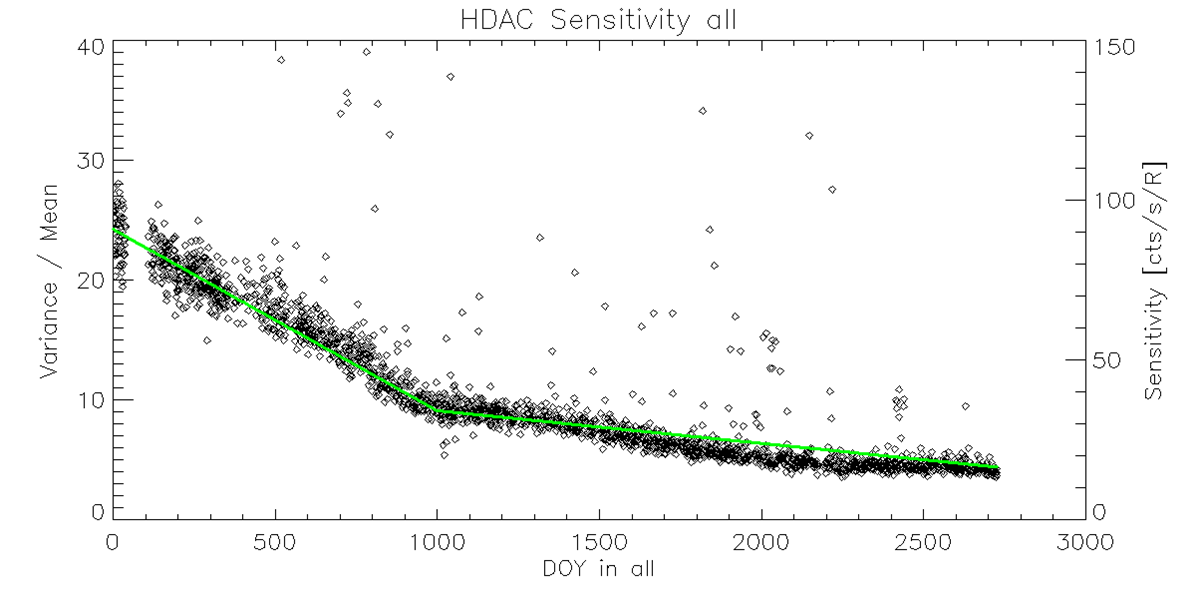 HDAC Sensitivity all
40
30
20
10
0
Variance / Mean
150
100
50
0
Sensitivity [cts/s/R]
0 500 1000 1500 2000 2500 3000
DOY in all